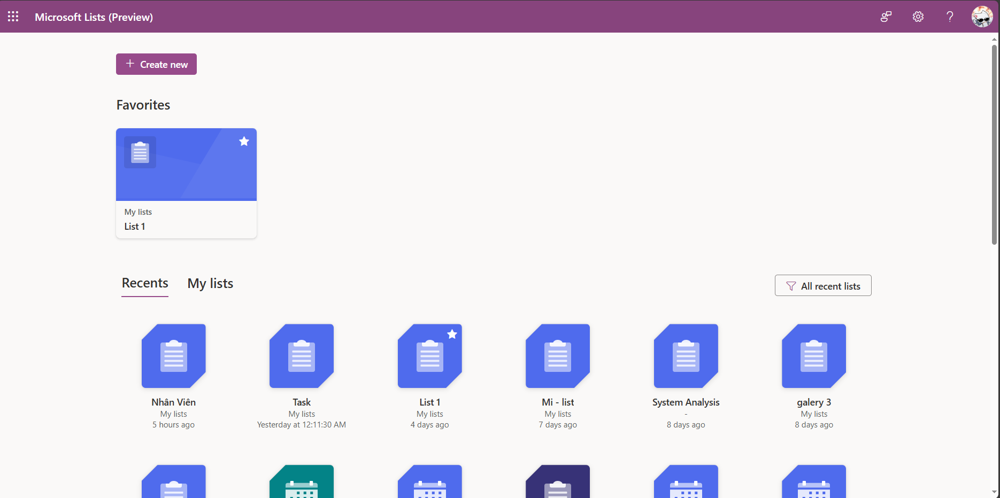 Microsoft Lists (Preview)
Create new
Favorites
My lists
List 1
Recents
My lists
All recent lists
Nhân Viên
My lists
5 hours ago
Task
My lists
Yesterday at 12:11:30 AM
List 1
My lists
4 days ago
Mi - list
My lists
7 days ago
System Analysis
-
8 days ago
galery 3
My lists
8 days ago